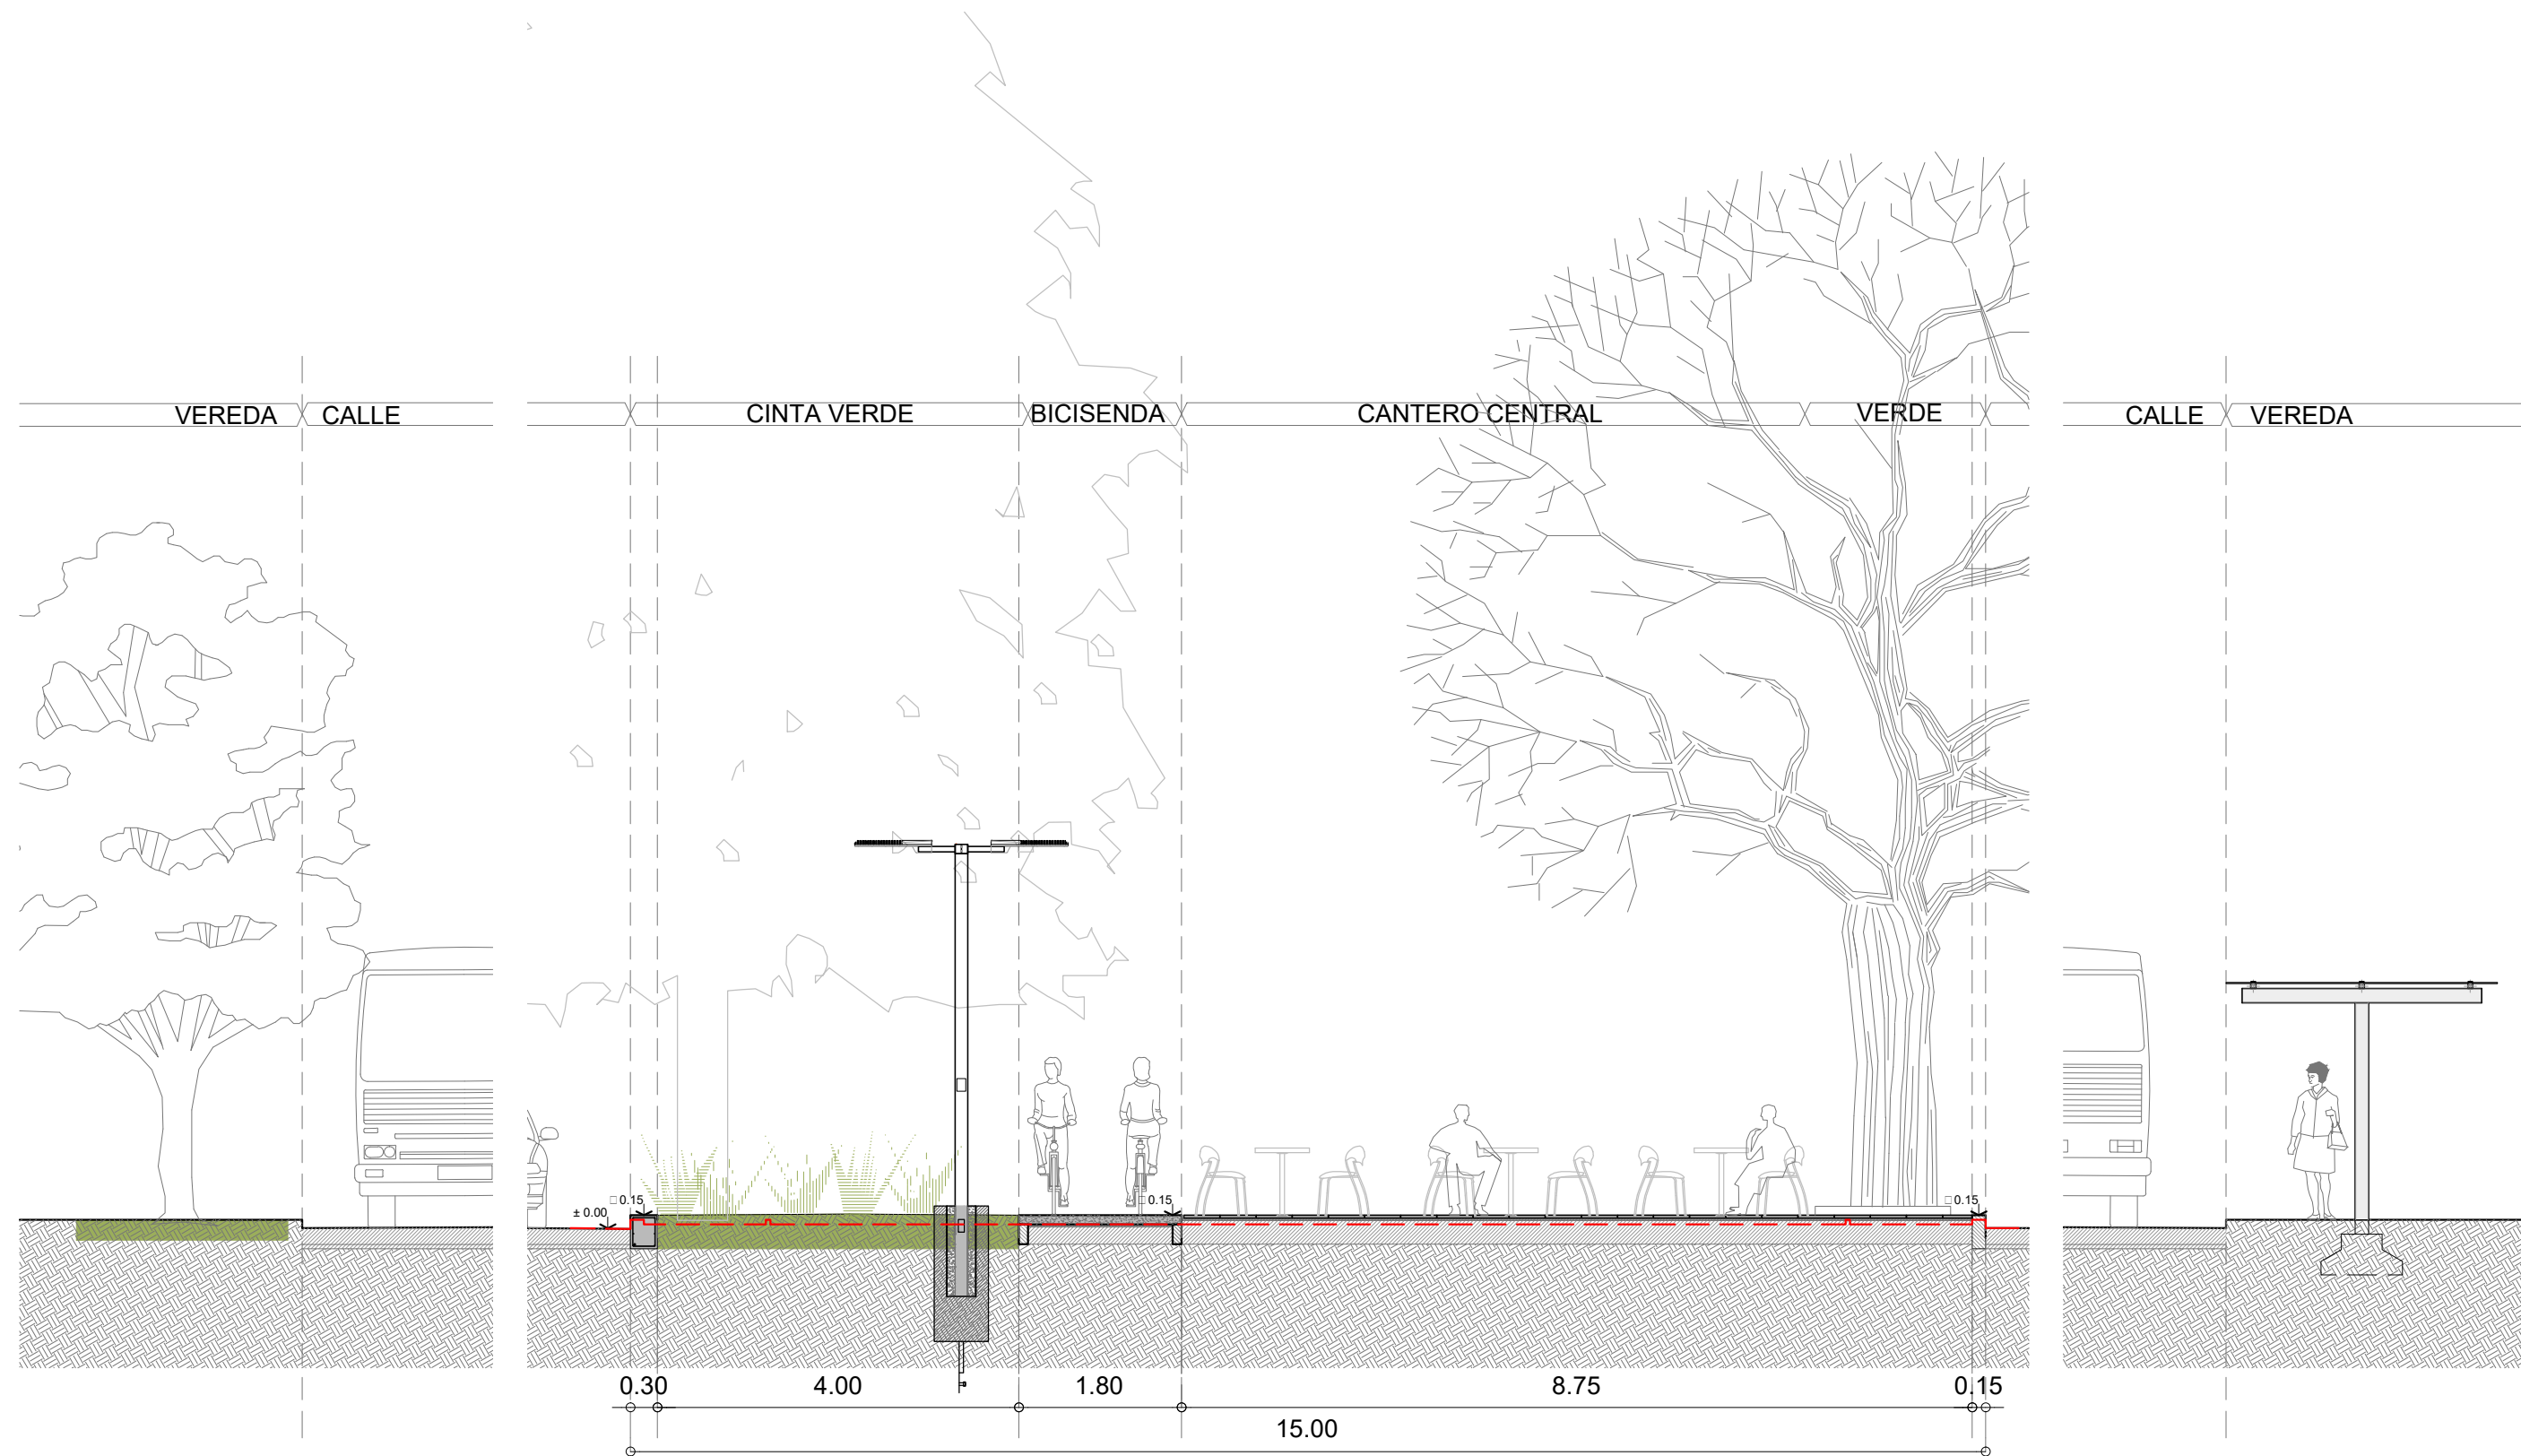 VEREDA CALLE CINTA VERDE BICISENDA CANTERO CENTRAL VERDE CALLE VEREDA
0.15 0.15 0.15
± 0.00
0.30 4.00 1.80 8.75 0.15
15.00